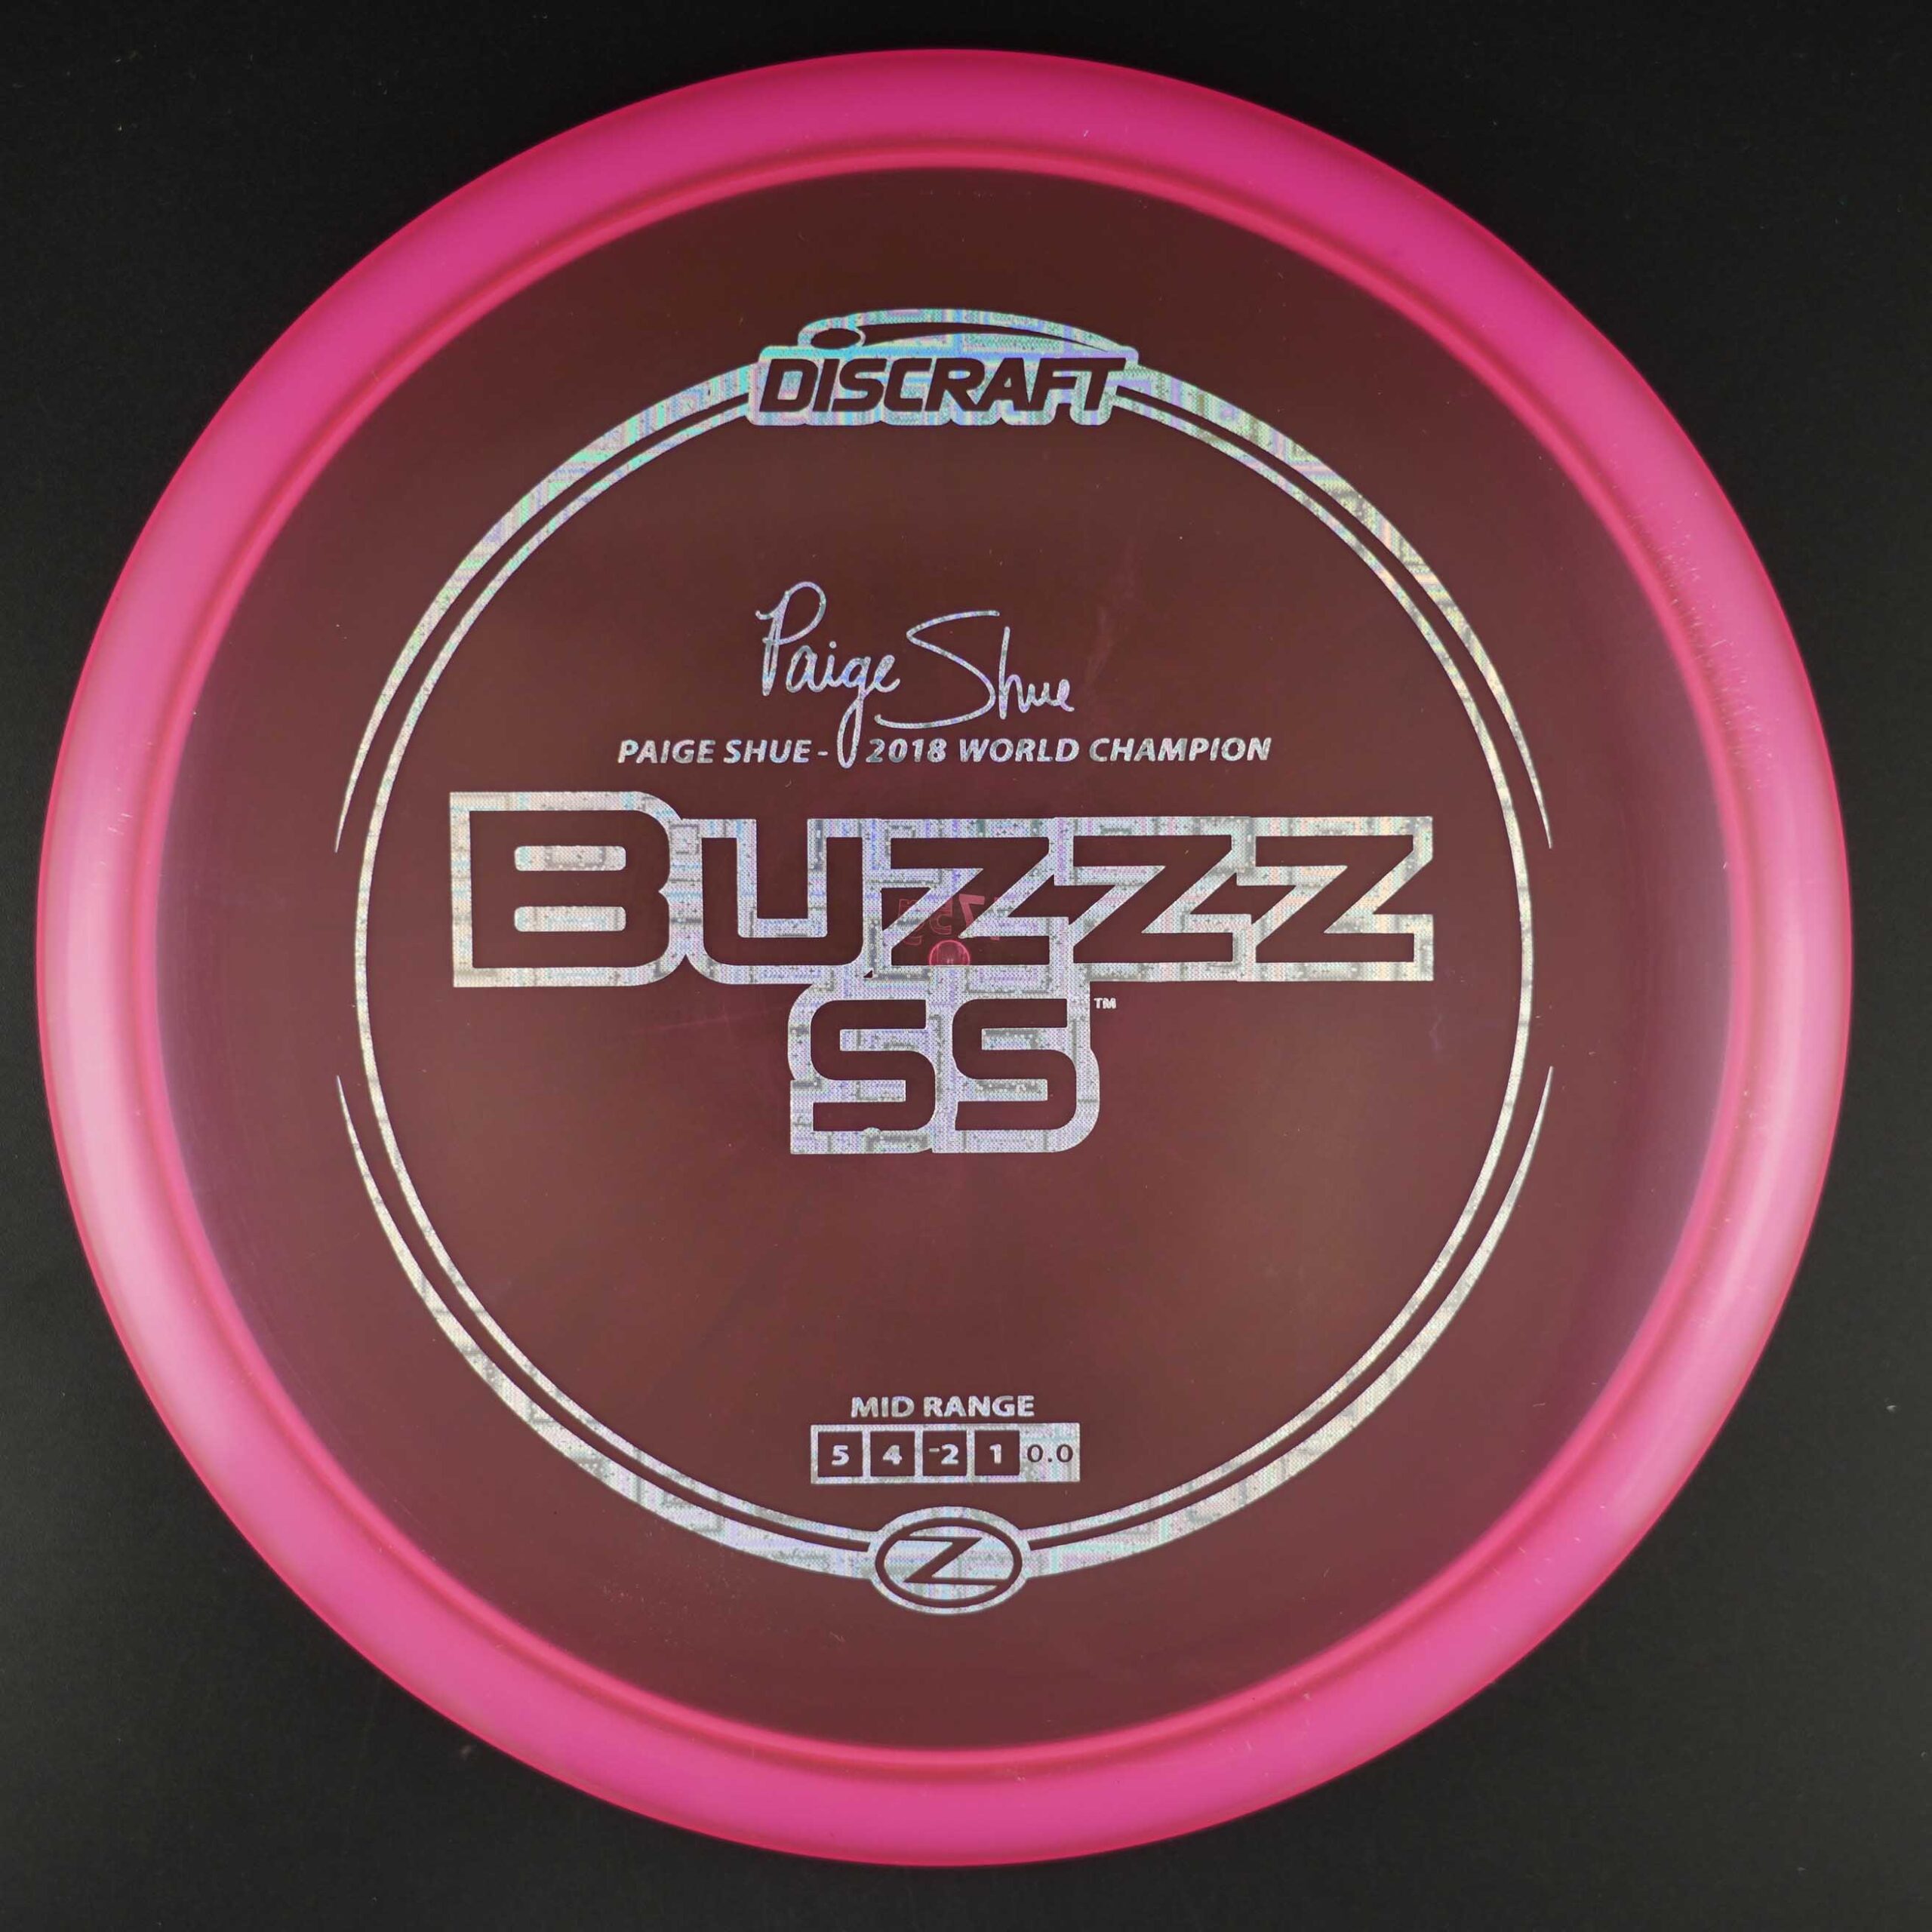 DISCRAFT
Paige Shue
PAIGE SHUE - 2018 WORLD CHAMPION
BUZZZ
SS™
MID RANGE
5 4 -2 1 0.0
Z